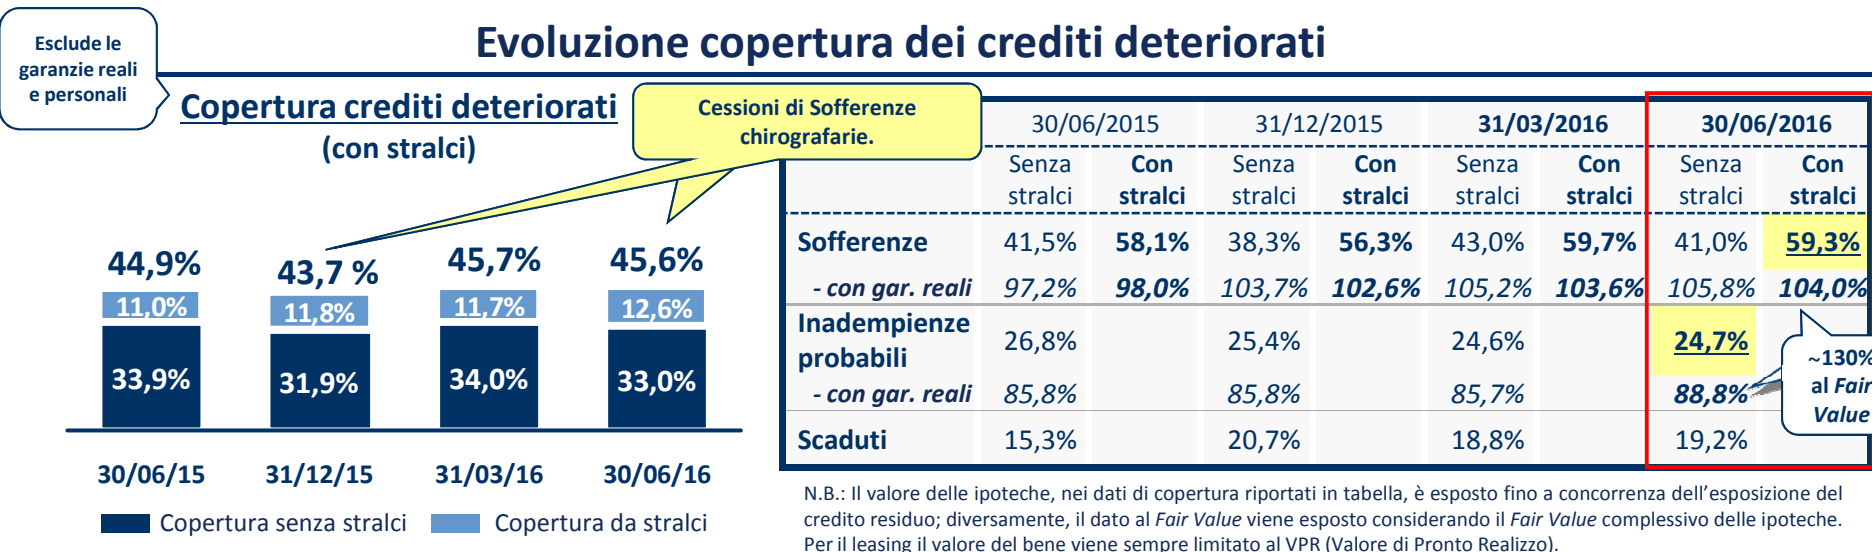 Esclude le
garanzie reali
e personali
Evoluzione copertura dei crediti deteriorati
Copertura crediti deteriorati
(con stralci)
Cessioni di Sofferenze
chirografarie.
44,9% 43,7 % 45,7% 45,6%
11,0% 11,8% 11,7% 12,6%
33,9% 31,9% 34,0% 33,0%
30/06/15 31/12/15 31/03/16 30/06/16
Copertura senza stralci Copertura da stralci
30/06/2015 31/12/2015 31/03/2016 30/06/2016
Senza Con Senza Con Senza Con Senza Con
stralci stralci stralci stralci stralci stralci stralci stralci
Sofferenze 41,5% 58,1% 38,3% 56,3% 43,0% 59,7% 41,0% 59,3%
- con gar. reali 97,2% 98,0% 103,7% 102,6% 105,2% 103,6% 105,8% 104,0%
Inadempienze
probabili 26,8% 25,4% 24,6% 24,7%
- con gar. reali 85,8% 85,8% 85,7% 88,8%
Scaduti 15,3% 20,7% 18,8% 19,2%
~130%
al Fair
Value
N.B.: Il valore delle ipoteche, nei dati di copertura riportati in tabella, è esposto fino a concorrenza dell'esposizione del
credito residuo; diversamente, il dato al Fair Value viene esposto considerando il Fair Value complessivo delle ipoteche.
Per il leasing il valore del bene viene sempre limitato al VPR (Valore di Pronto Realizzo).